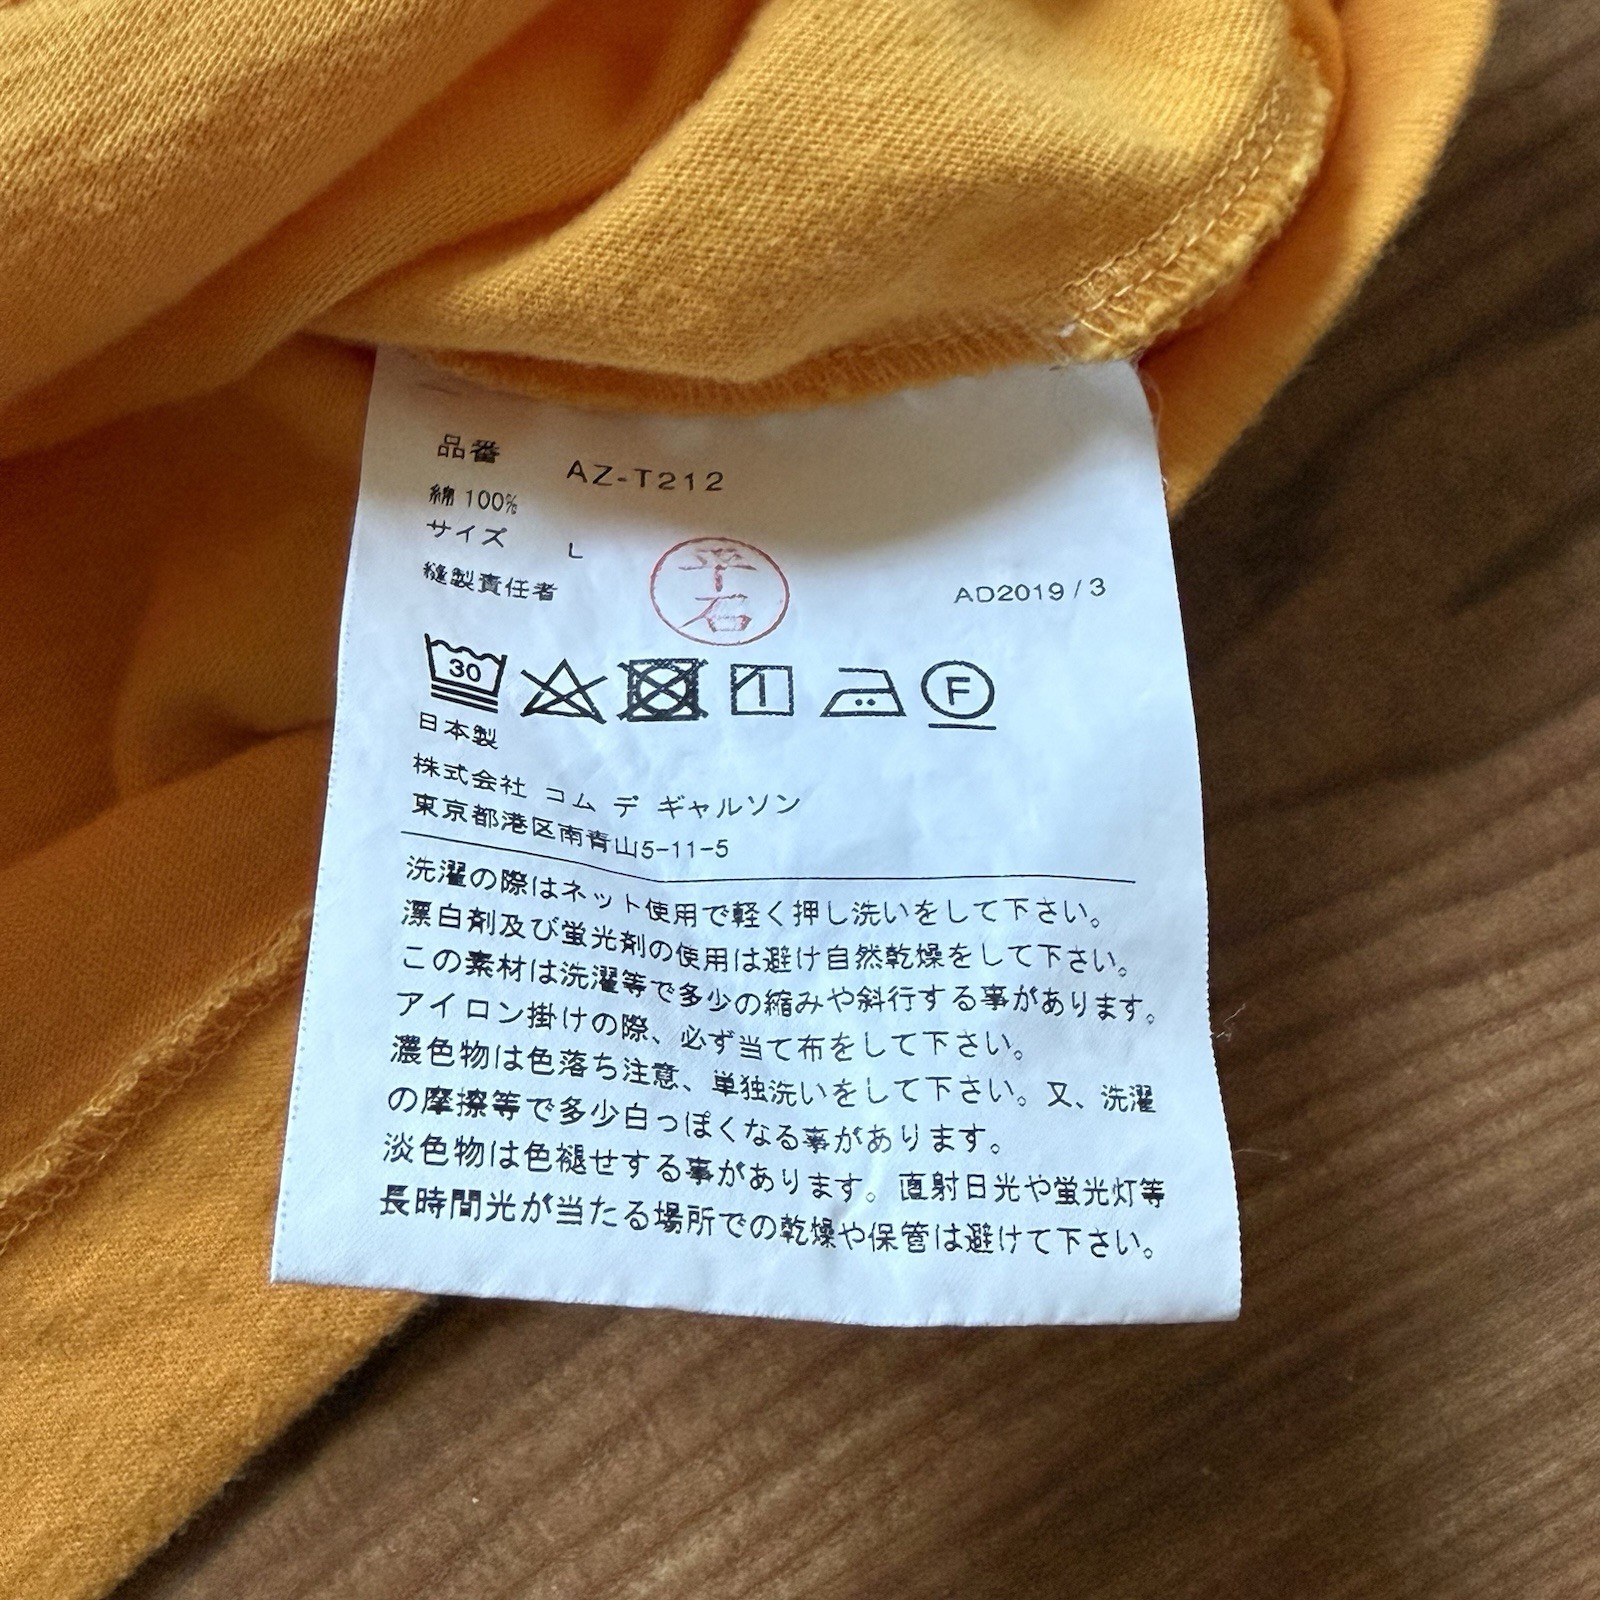 品番 AZ-T212
綿 100%
サイズ L
縫製責任者 平石 AD2019/3
30 F
日本製
株式会社 コム デ ギャルソン
東京都港区南青山5-11-5
洗濯の際はネット使用で軽く押し洗いをして下さい。
漂白剤及び蛍光剤の使用は避け自然乾燥をして下さい。
この素材は洗濯等で多少の縮みや斜行する事があります。
アイロン掛けの際、必ず当て布をして下さい。
濃色物は色落ち注意、単独洗いをして下さい。又、洗濯
の摩擦等で多少白っぽくなる事があります。
淡色物は色褪せする事があります。直射日光や蛍光灯等
長時間光が当たる場所での乾燥や保管は避けて下さい。